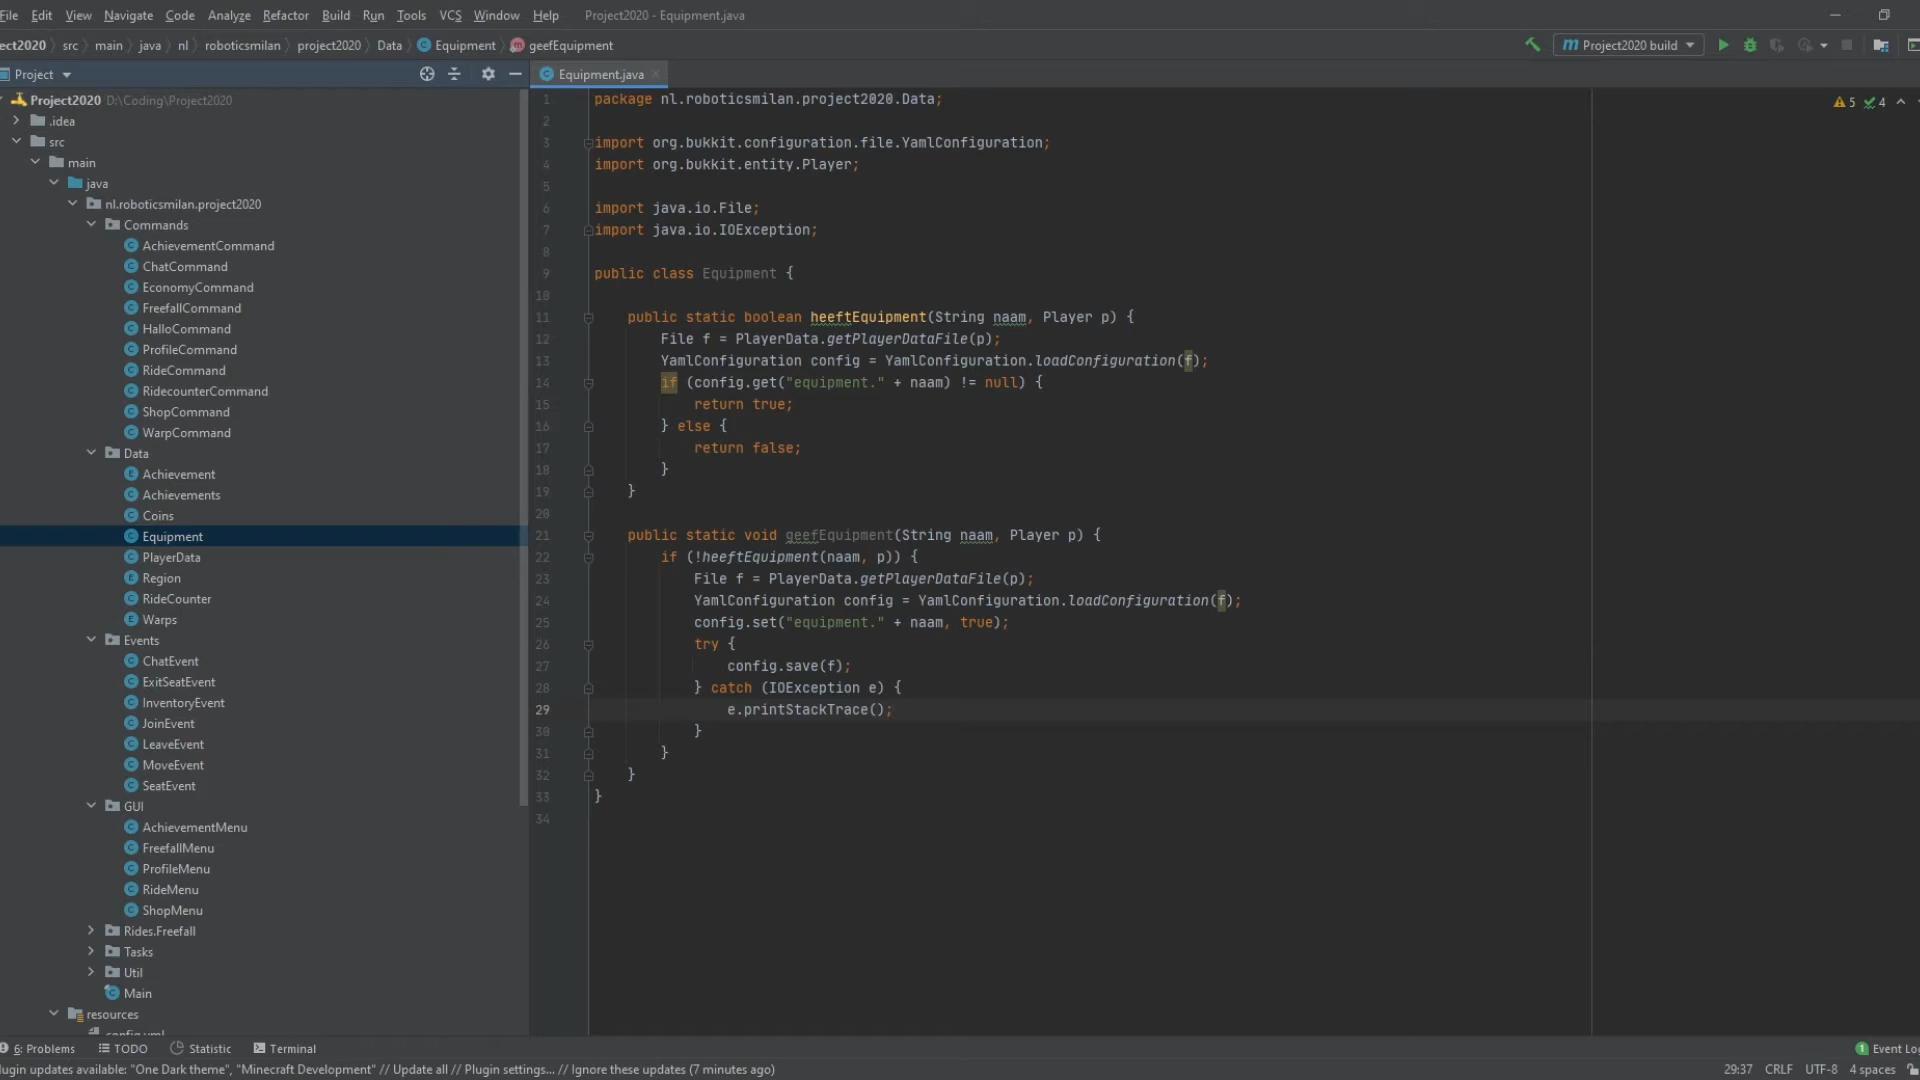 File Edit View Navigate Code Analyze Refactor Build Run Tools VCS Window Help Project2020 - Equipment.java
ect2020 src main java nl roboticsmilan project2020 Data Equipment geefEquipment
Project2020 build
Project
Equipment.java
Project2020 D:\Coding\Project2020
.idea
src
main
java
nl.roboticsmilan.project2020
Commands
AchievementCommand
ChatCommand
EconomyCommand
FreefallCommand
HalloCommand
ProfileCommand
RideCommand
RidecounterCommand
ShopCommand
WarpCommand
Data
Achievement
Achievements
Coins
Equipment
PlayerData
Region
RideCounter
Warps
Events
ChatEvent
ExitSeatEvent
InventoryEvent
JoinEvent
LeaveEvent
MoveEvent
SeatEvent
GUI
AchievementMenu
FreefallMenu
ProfileMenu
RideMenu
ShopMenu
Rides.Freefall
Tasks
Util
Main
resources
config.yml
5 4
1 package nl.roboticsmilan.project2020.Data;
2
3 import org.bukkit.configuration.file.YamlConfiguration;
4 import org.bukkit.entity.Player;
5
6 import java.io.File;
7 import java.io.IOException;
8
9 public class Equipment {
10
11 public static boolean heeftEquipment(String naam, Player p) {
12 File f = PlayerData.getPlayerDataFile(p);
13 YamlConfiguration config = YamlConfiguration.loadConfiguration(f);
14 if (config.get("equipment." + naam) != null) {
15 return true;
16 } else {
17 return false;
18 }
19 }
20
21 public static void geefEquipment(String naam, Player p) {
22 if (!heeftEquipment(naam, p)) {
23 File f = PlayerData.getPlayerDataFile(p);
24 YamlConfiguration config = YamlConfiguration.loadConfiguration(f);
25 config.set("equipment." + naam, true);
26 try {
27 config.save(f);
28 } catch (IOException e) {
29 e.printStackTrace();
30 }
31 }
32 }
33 }
34
6: Problems TODO Statistic Terminal 1 Event Log
lugin updates available: "One Dark theme", "Minecraft Development" // Update all // Plugin settings... // Ignore these updates (7 minutes ago) 29:37 CRLF UTF-8 4 spaces